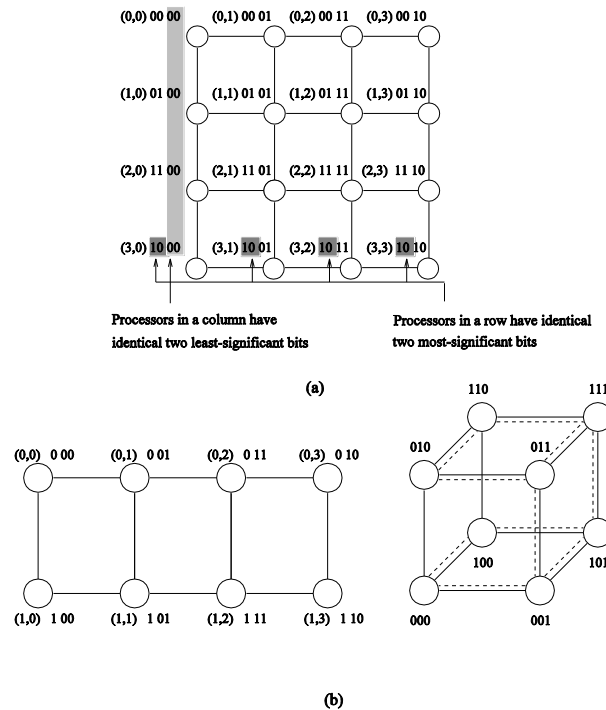 (0,0) 00 00 (0,1) 00 01 (0,2) 00 11 (0,3) 00 10
(1,0) 01 00 (1,1) 01 01 (1,2) 01 11 (1,3) 01 10
(2,0) 11 00 (2,1) 11 01 (2,2) 11 11 (2,3) 11 10
(3,0) 10 00 (3,1) 10 01 (3,2) 10 11 (3,3) 10 10
Processors in a column have
identical two least-significant bits
Processors in a row have identical
two most-significant bits
(a)
110 111
(0,0) 0 00 (0,1) 0 01 (0,2) 0 11 (0,3) 0 10
010 011
100 101
(1,0) 1 00 (1,1) 1 01 (1,2) 1 11 (1,3) 1 10
000 001
(b)